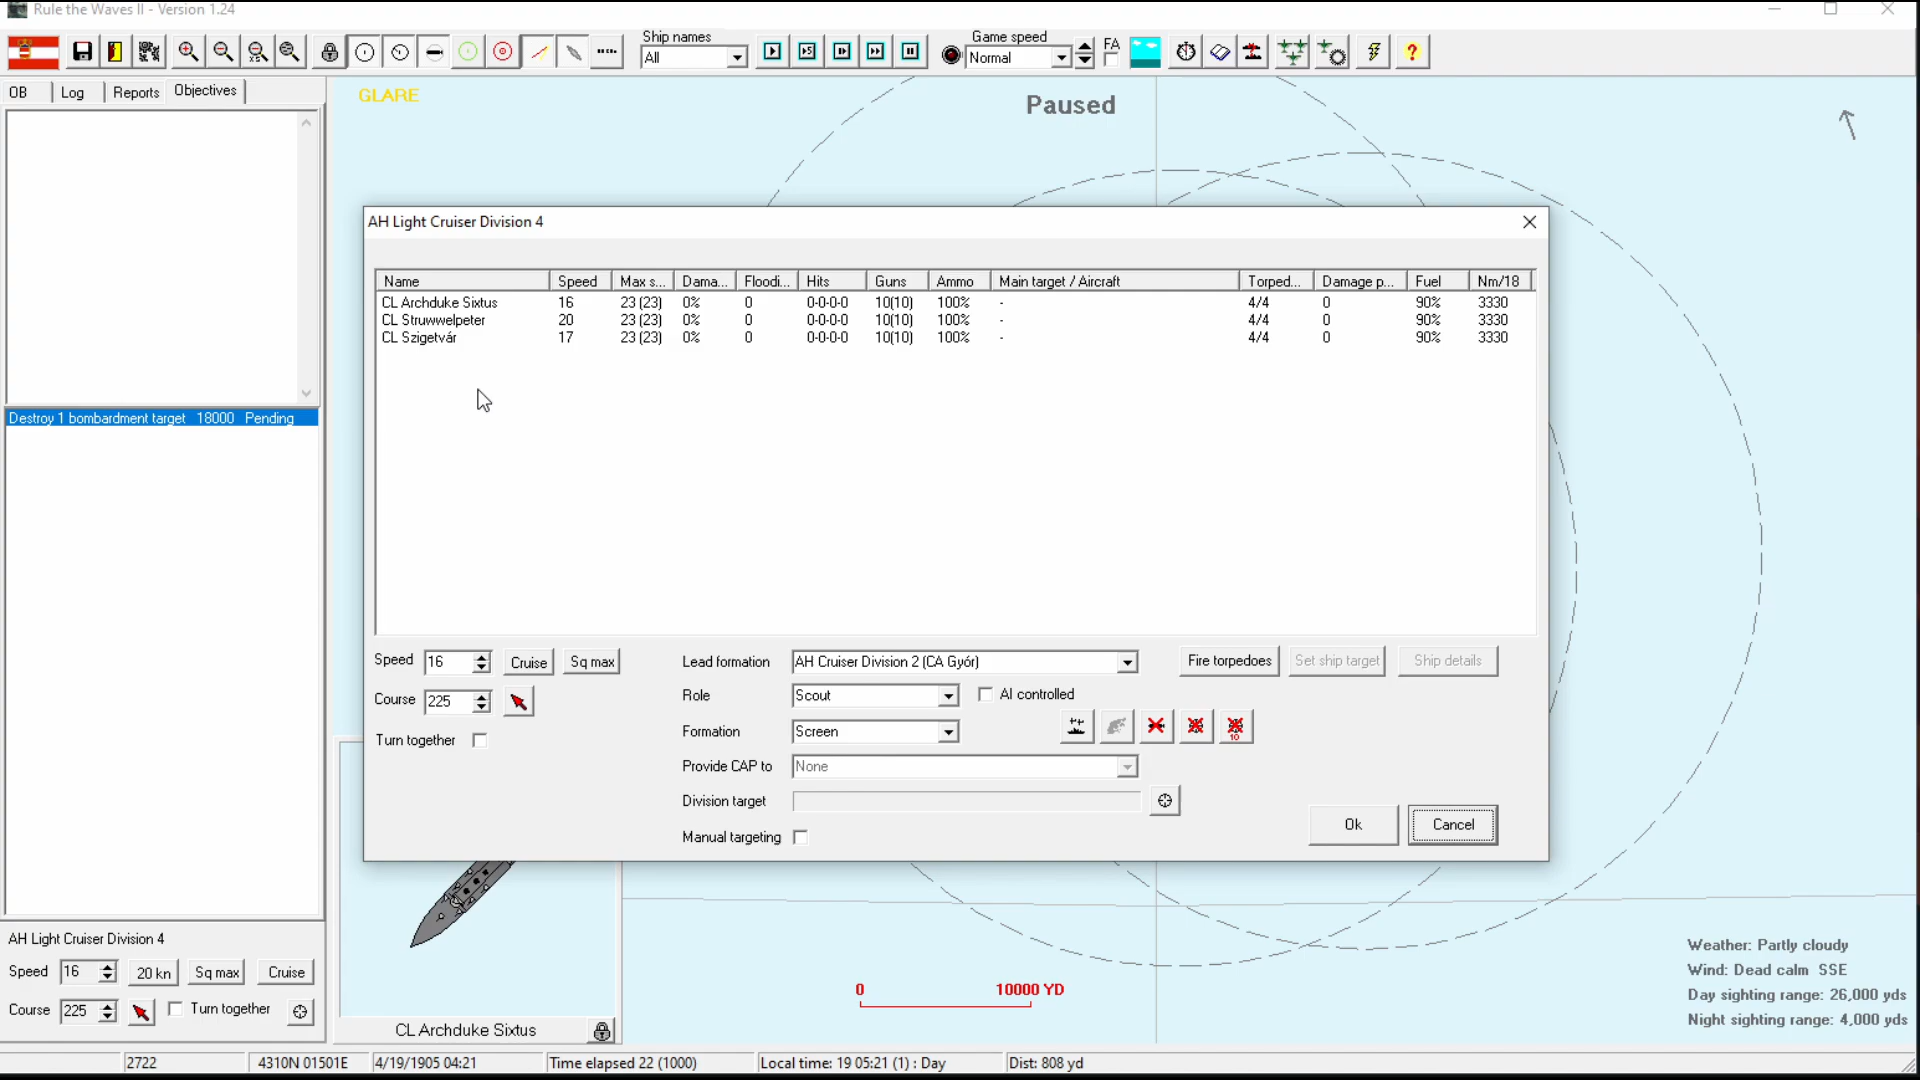 Rule the Waves II - Version 1.24
Ship names
All
Game speed
Normal
FA
OB Log Reports Objectives
GLARE
Paused
AH Light Cruiser Division 4
Name Speed Max s... Dama... Floodi... Hits Guns Ammo Main target / Aircraft Torped... Damage p... Fuel Nm/18
CL Archduke Sixtus 16 23 (23) 0% 0 0-0-0-0 10(10) 100% - 4/4 0 90% 3330
CL Struwwelpeter 20 23 (23) 0% 0 0-0-0-0 10(10) 100% - 4/4 0 90% 3330
CL Szigetvár 17 23 (23) 0% 0 0-0-0-0 10(10) 100% - 4/4 0 90% 3330
Destroy 1 bombardment target 18000 Pending
Speed 16 Cruise Sq max Lead formation AH Cruiser Division 2 (CA Gyór) Fire torpedoes Set ship target Ship details
Course 225 Role Scout AI controlled
Turn together Formation Screen
10
Provide CAP to None
Division target
Manual targeting
Ok Cancel
AH Light Cruiser Division 4
Speed 16 20 kn Sq max Cruise
Course 225 Turn together
CL Archduke Sixtus
0 10000 YD
Weather: Partly cloudy
Wind: Dead calm SSE
Day sighting range: 26,000 yds
Night sighting range: 4,000 yds
2722 4310N 01501E 4/19/1905 04:21 Time elapsed 22 (1000) Local time: 19 05:21 (1) : Day Dist: 808 yd